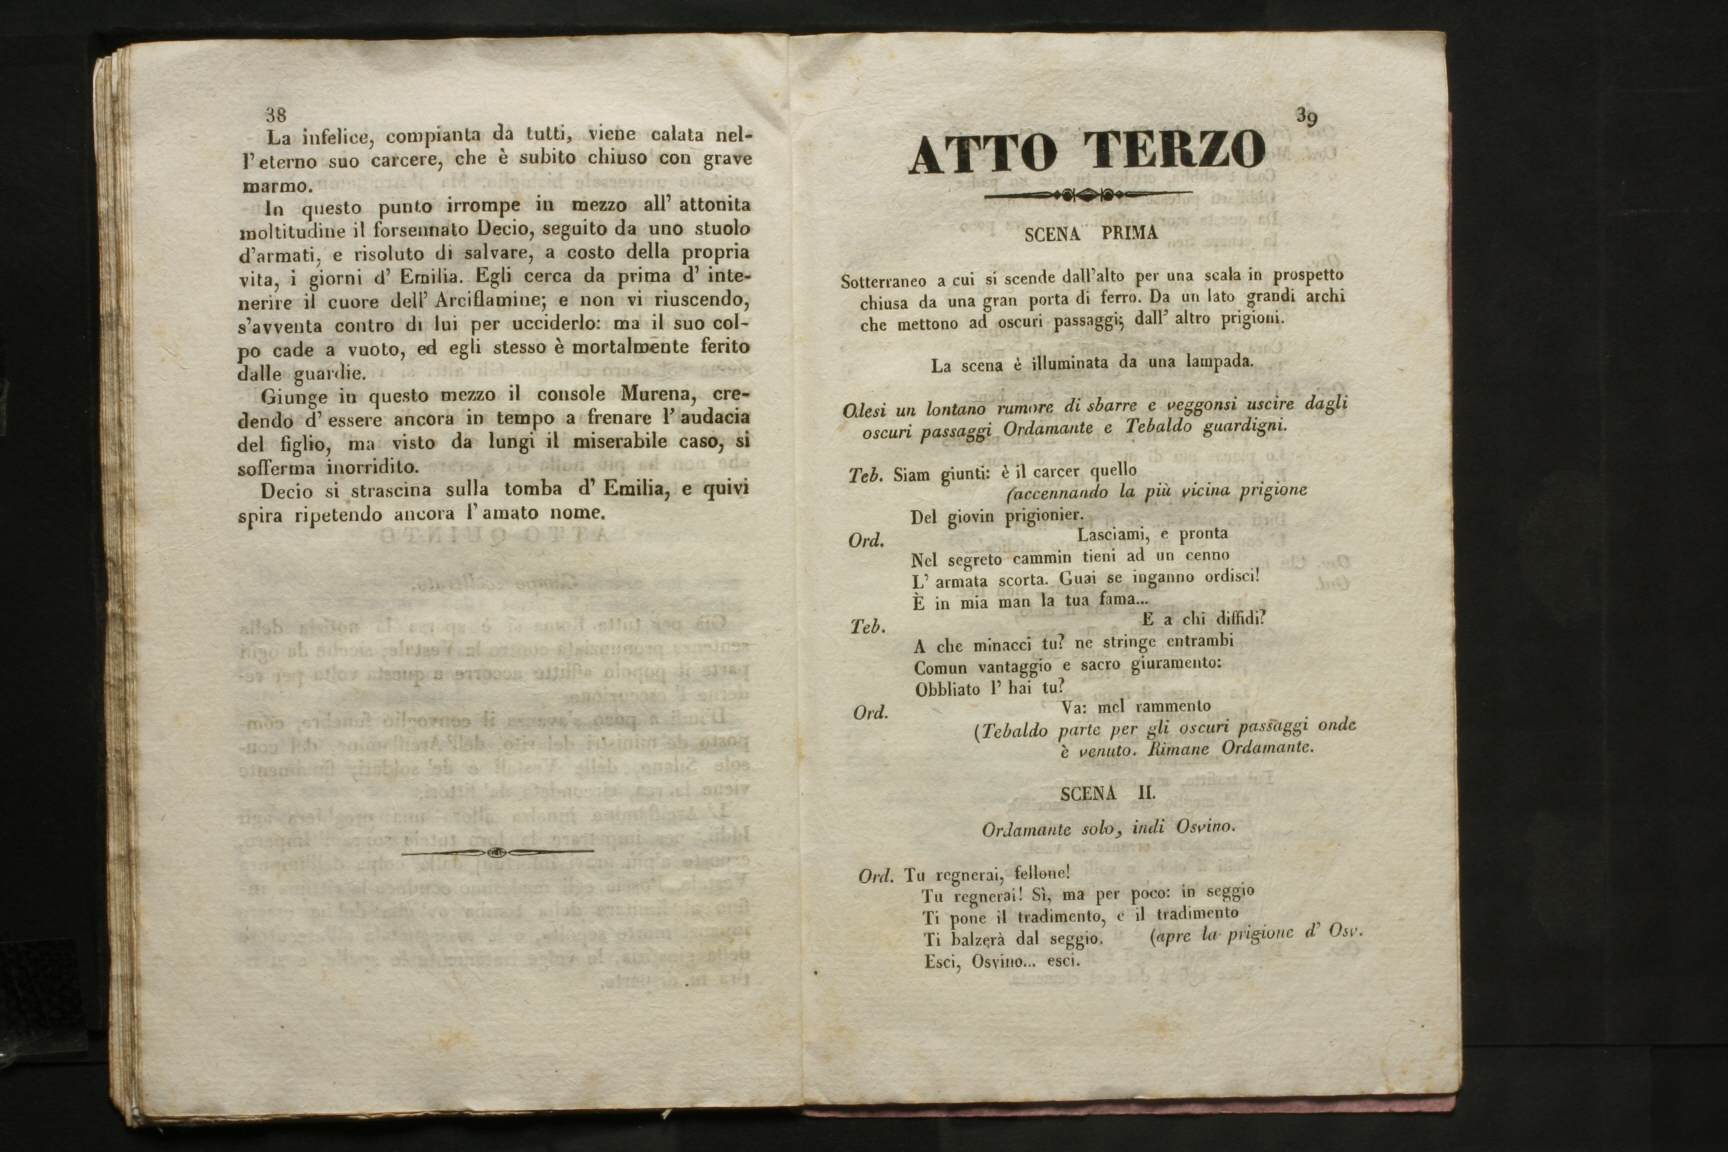 38
La infelice, compianta da tutti, viene calata nel-
l' eterno suo carcere, che è subito chiuso con grave
marmo.
In questo punto irrompe in mezzo all' attonita
moltitudine il forsennato Decio, seguito da uno stuolo
d'armati, e risoluto di salvare, a costo della propria
vita, i giorni d' Emilia. Egli cerca da prima d' inte-
nerire il cuore dell' Arciflamine; e non vi riuscendo,
s'avventa contro di lui per ucciderlo: ma il suo col-
po cade a vuoto, ed egli stesso è mortalmente ferito
dalle guardie.
Giunge in questo mezzo il console Murena, cre-
dendo d' essere ancora in tempo a frenare l' audacia
del figlio, ma visto da lungi il miserabile caso, si
sofferma inorridito.
Decio si strascina sulla tomba d' Emilia, e quivi
spira ripetendo ancora l' amato nome.
39
ATTO TERZO
SCENA PRIMA
Sotterraneo a cui si scende dall'alto per una scala in prospetto
chiusa da una gran porta di ferro. Da un lato grandi archi
che mettono ad oscuri passaggi; dall' altro prigioni.
La scena è illuminata da una lampada.
Odesi un lontano rumore di sbarre e veggonsi uscire dagli
oscuri passaggi Ordamante e Tebaldo guardigni.
Teb. Siam giunti: è il carcer quello
(accennando la più vicina prigione
Del giovin prigionier.
Ord. Lasciami, e pronta
Nel segreto cammin tieni ad un cenno
L' armata scorta. Guai se inganno ordisci!
È in mia man la tua fama...
Teb. E a chi diffidi?
A che minacci tu? ne stringe entrambi
Comun vantaggio e sacro giuramento:
Obbliato l' hai tu?
Ord. Va: mel rammento
(Tebaldo parte per gli oscuri passaggi onde
è venuto. Rimane Ordamante.
SCENA II.
Ordamante solo, indi Osvino.
Ord. Tu regnerai, fellone!
Tu regnerai! Sì, ma per poco: in seggio
Ti pone il tradimento, e il tradimento
Ti balzerà dal seggio. (apre la prigione d' Osv.
Esci, Osvino... esci.